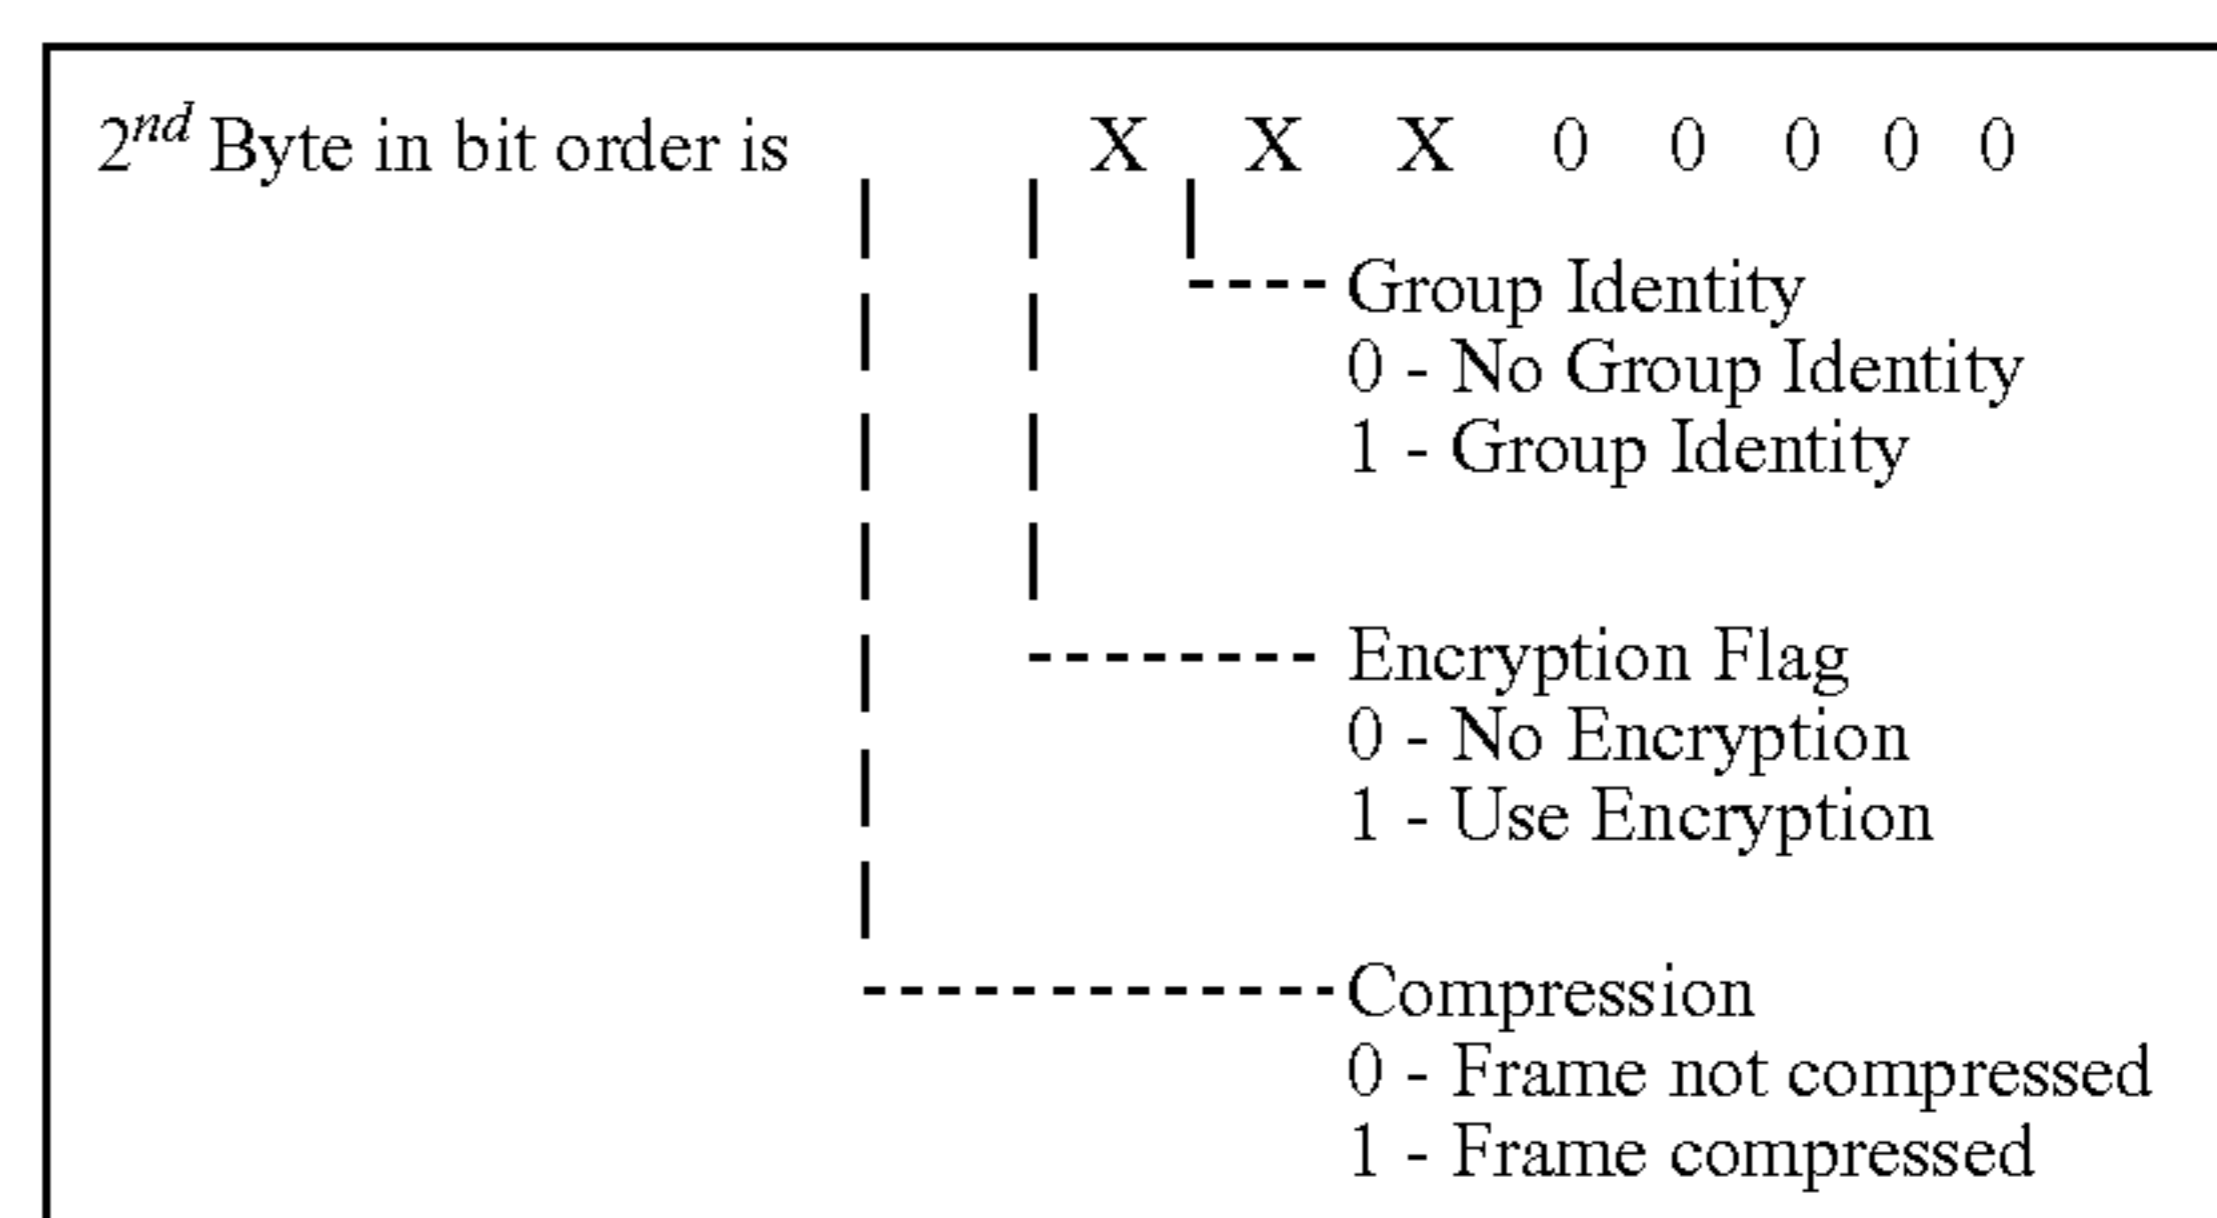 2nd Byte in bit order is X X X 0 0 0 0 0
Group Identity
0 - No Group Identity
1 - Group Identity
Encryption Flag
0 - No Encryption
1 - Use Encryption
Compression
0 - Frame not compressed
1 - Frame compressed